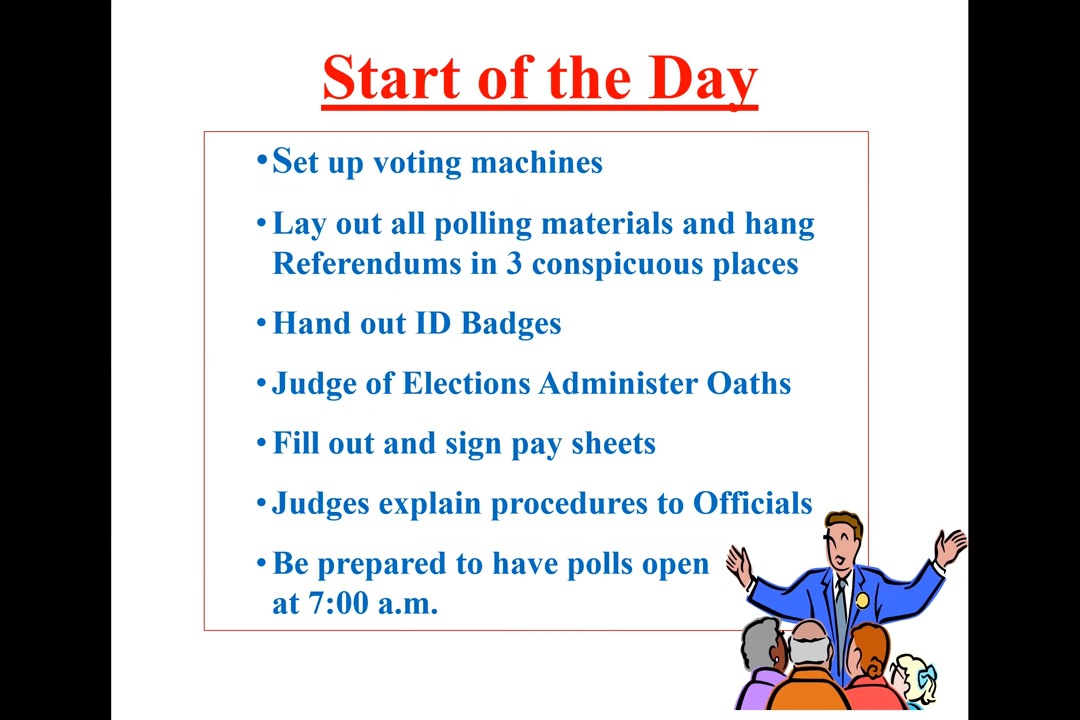 Start of the Day
•Set up voting machines
•Lay out all polling materials and hang
Referendums in 3 conspicuous places
•Hand out ID Badges
•Judge of Elections Administer Oaths
•Fill out and sign pay sheets
•Judges explain procedures to Officials
•Be prepared to have polls open
at 7:00 a.m.